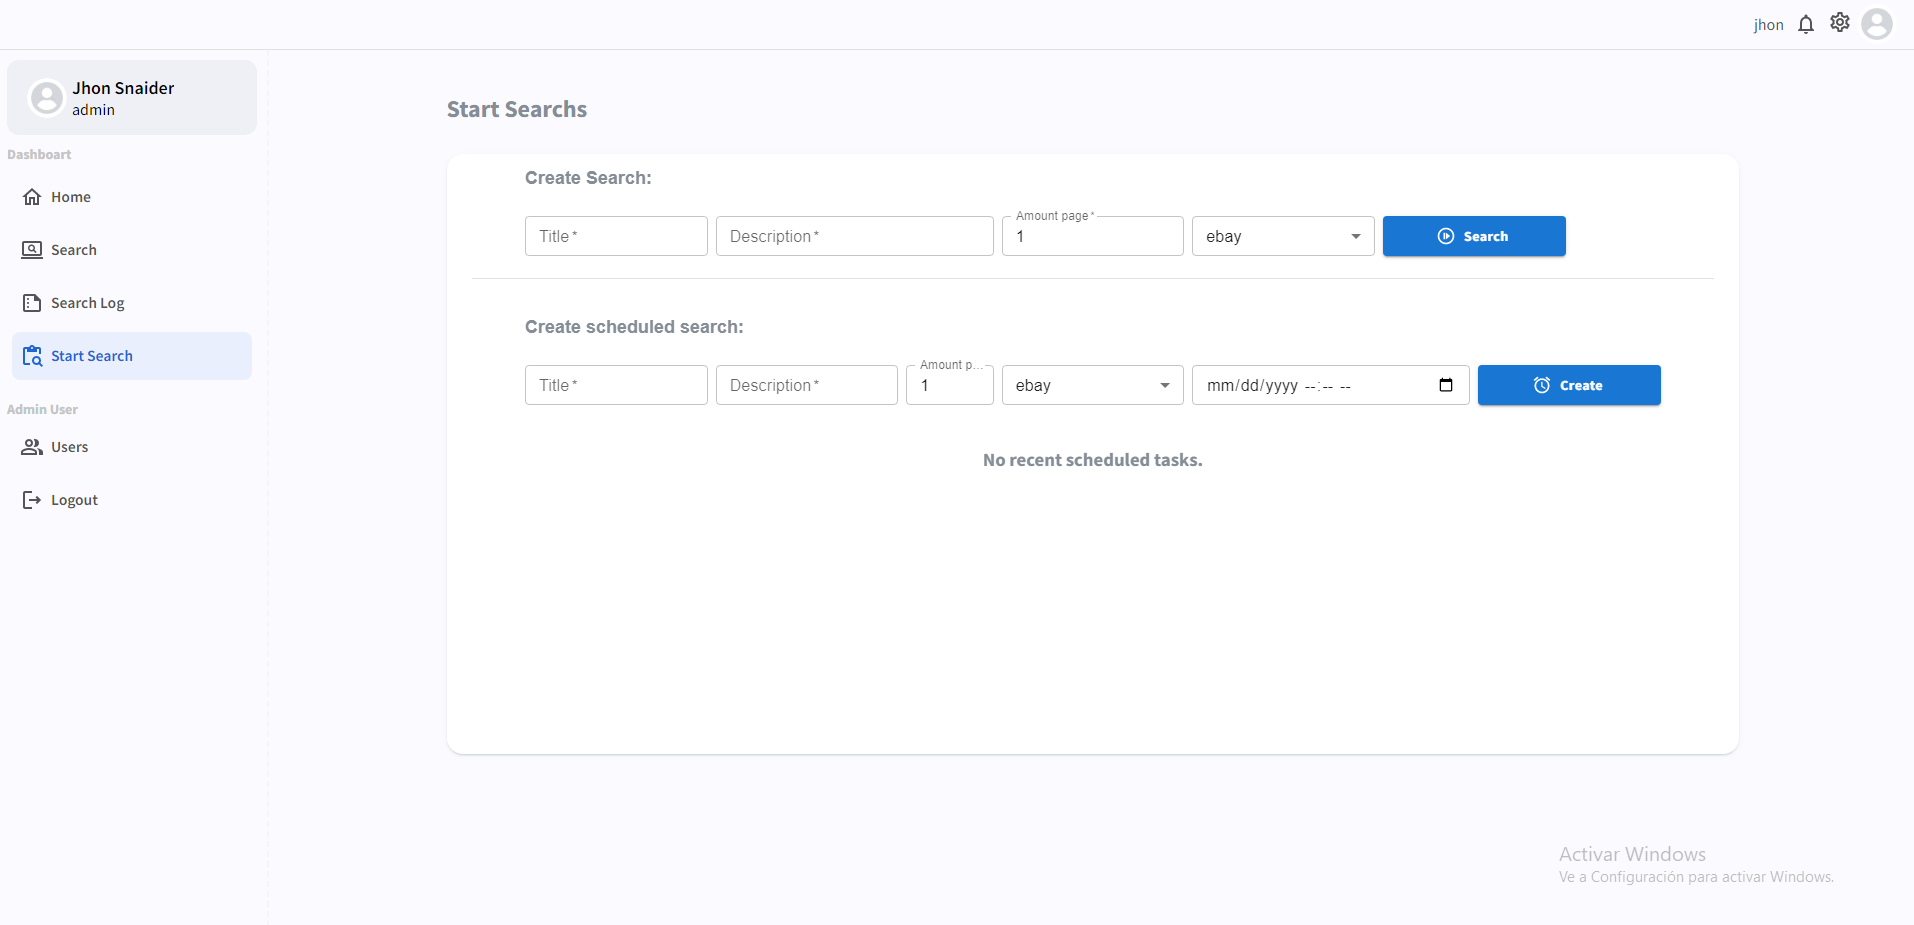 jhon
Jhon Snaider
admin
Dashboart
Home
Search
Search Log
Start Search
Admin User
Users
Logout
Start Searchs
Create Search:
Title *
Description *
Amount page *
1
ebay
Search
Create scheduled search:
Title *
Description *
Amount p...
1
ebay
mm/dd/yyyy --:-- --
Create
No recent scheduled tasks.
Activar Windows
Ve a Configuración para activar Windows.